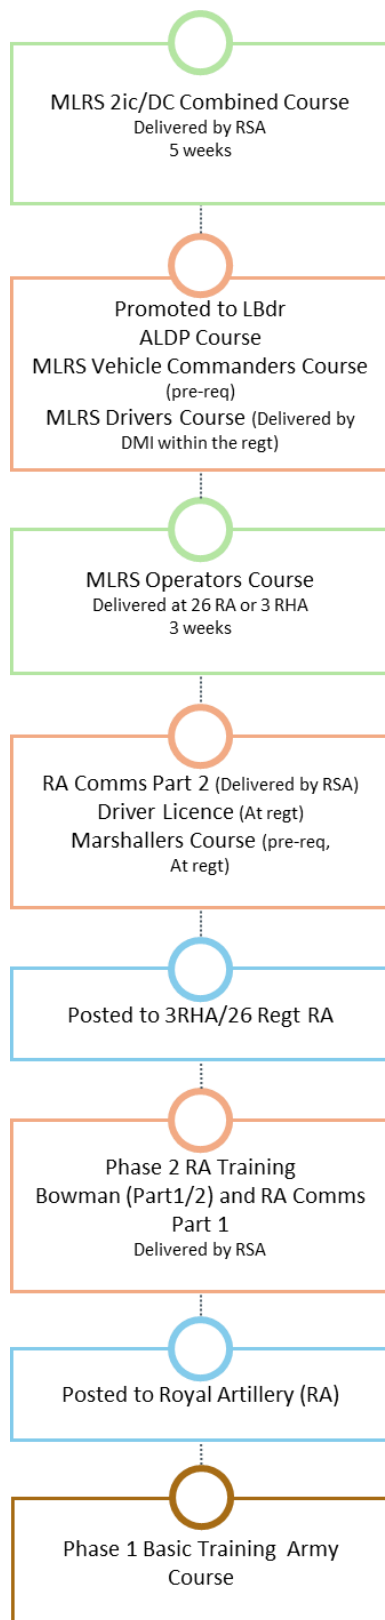 MLRS 2ic/DC Combined Course
Delivered by RSA
5 weeks
Promoted to LBdr
ALDP Course
MLRS Vehicle Commanders Course
(pre-req)
MLRS Drivers Course (Delivered by
DMI within the regt)
MLRS Operators Course
Delivered at 26 RA or 3 RHA
3 weeks
RA Comms Part 2 (Delivered by RSA)
Driver Licence (At regt)
Marshallers Course (pre-req,
At regt)
Posted to 3RHA/26 Regt RA
Phase 2 RA Training
Bowman (Part1/2) and RA Comms
Part 1
Delivered by RSA
Posted to Royal Artillery (RA)
Phase 1 Basic Training Army
Course